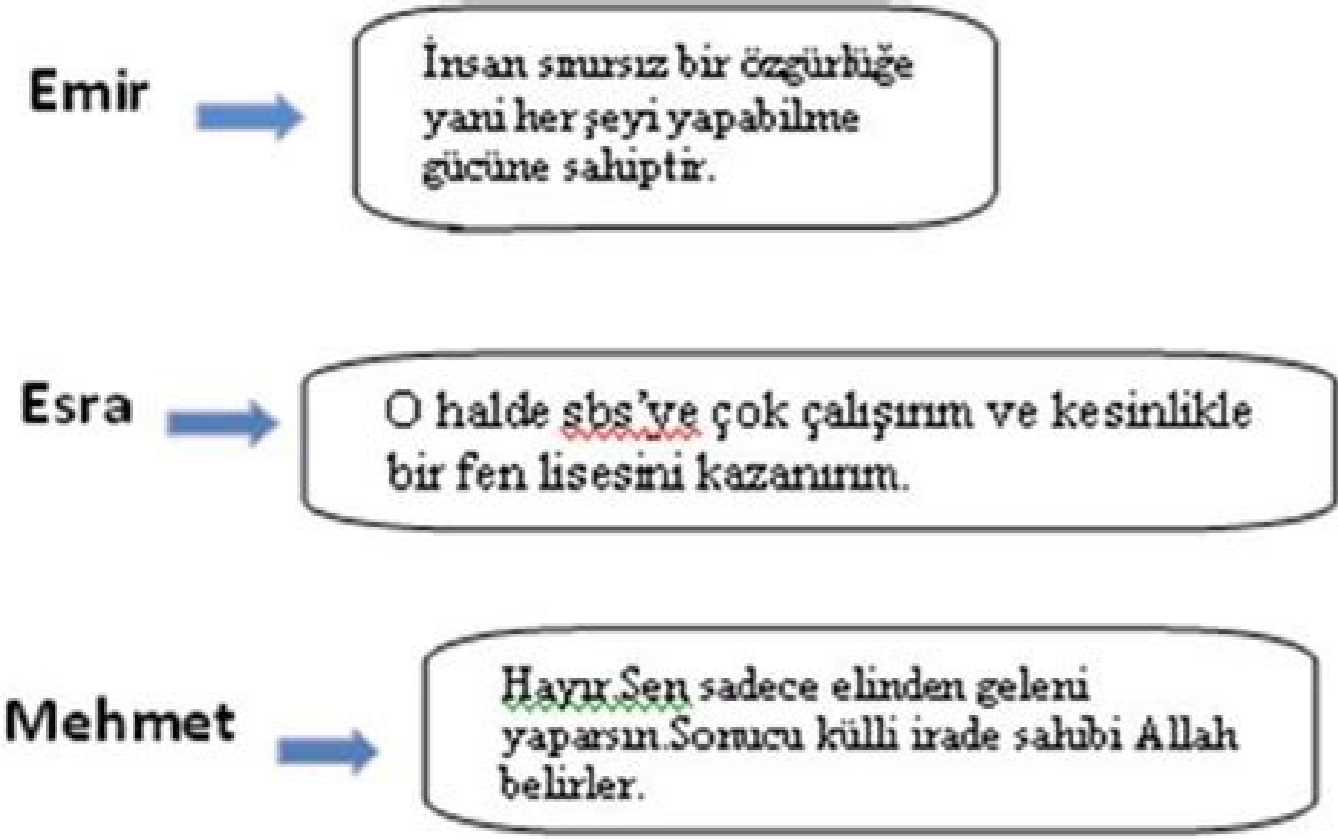 Emir
İnsan sınırsız bir özgürlüğe
yani her şeyi yapabilme
gücüne sahiptir.
Esra
O halde sbs'ye çok çalışırım ve kesinlikle
bir fen lisesini kazanırım.
Mehmet
Hayır.Sen sadece elinden geleni
yaparsın.Sonucu külli irade sahibi Allah
belirler.